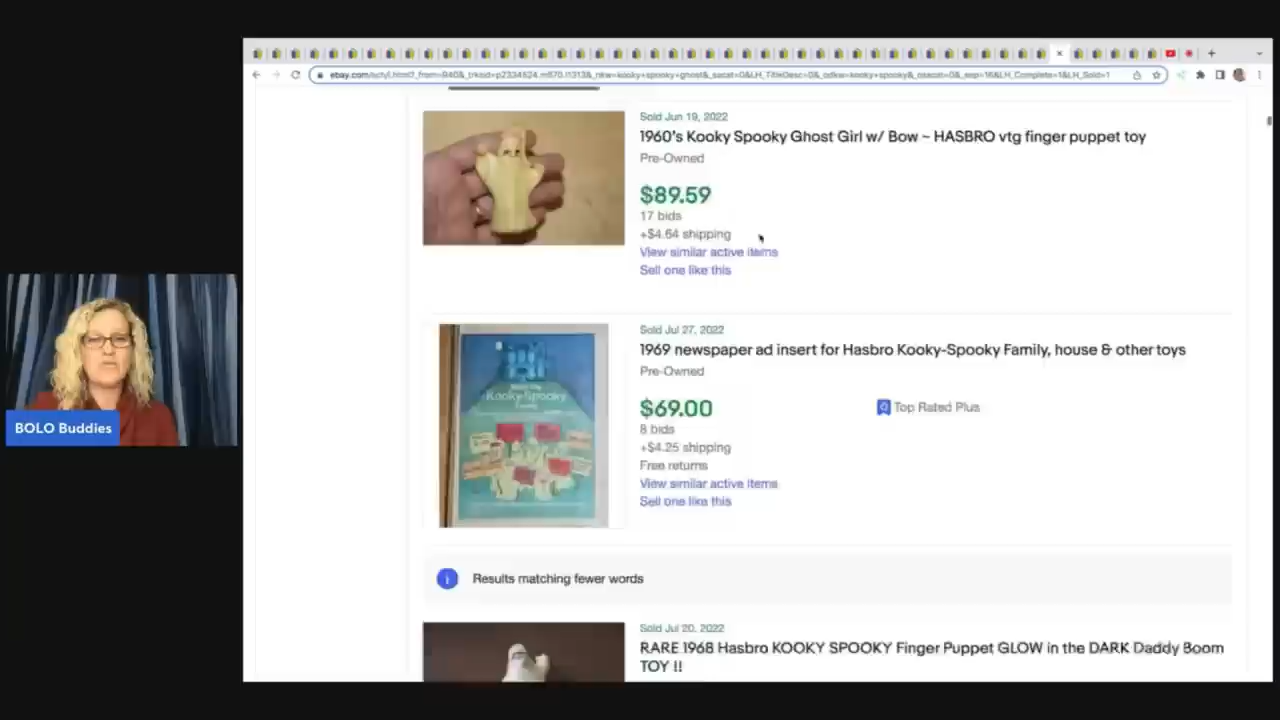 Sold Jun 19, 2022
1960's Kooky Spooky Ghost Girl w/ Bow ~ HASBRO vtg finger puppet toy
Pre-Owned
$89.59
17 bids
+$4.64 shipping
View similar active items
Sell one like this
Sold Jul 27, 2022
1969 newspaper ad insert for Hasbro Kooky-Spooky Family, house & other toys
Pre-Owned
$69.00
Top Rated Plus
8 bids
+$4.25 shipping
Free returns
View similar active items
Sell one like this
Kooky-Spooky
BOLO Buddies
Results matching fewer words
Sold Jul 20, 2022
RARE 1968 Hasbro KOOKY SPOOKY Finger Puppet GLOW in the DARK Daddy Boom
TOY !!